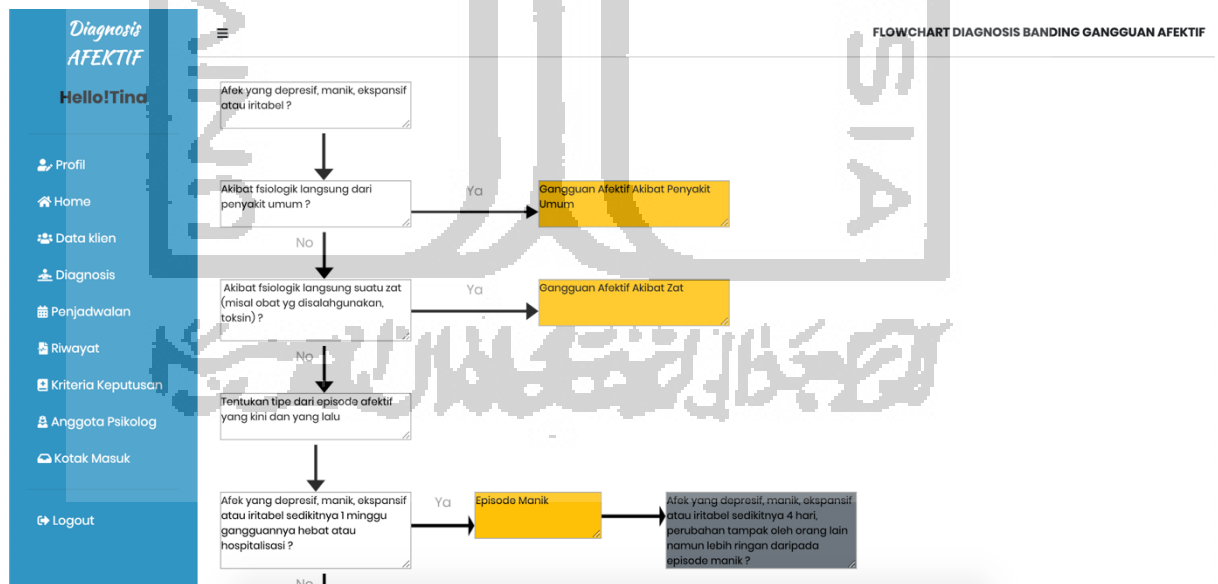 Diagnosis
AFEKTIF
Hello!Tina
Profil
Home
Data klien
Diagnosis
Penjadwalan
Riwayat
Kriteria Keputusan
Anggota Psikolog
Kotak Masuk
Logout
FLOWCHART DIAGNOSIS BANDING GANGGUAN AFEKTIF
Afek yang depresif, manik, ekspansif
atau iritabel ?
Akibat fsiologik langsung dari
penyakit umum ?
Ya
Gangguan Afektif Akibat Penyakit
Umum
No
Akibat fsiologik langsung suatu zat
(misal obat yg disalahgunakan,
toksin) ?
Ya
Gangguan Afektif Akibat Zat
No
Tentukan tipe dari episode afektif
yang kini dan yang lalu
Afek yang depresif, manik, ekspansif
atau iritabel sedikitnya 1 minggu
gangguannya hebat atau
hospitalisasi ?
Ya
Episode Manik
Afek yang depresif, manik, ekspansif
atau iritabel sedikitnya 4 hari,
perubahan tampak oleh orang lain
namun lebih ringan daripada
episode manik ?
No
SIA